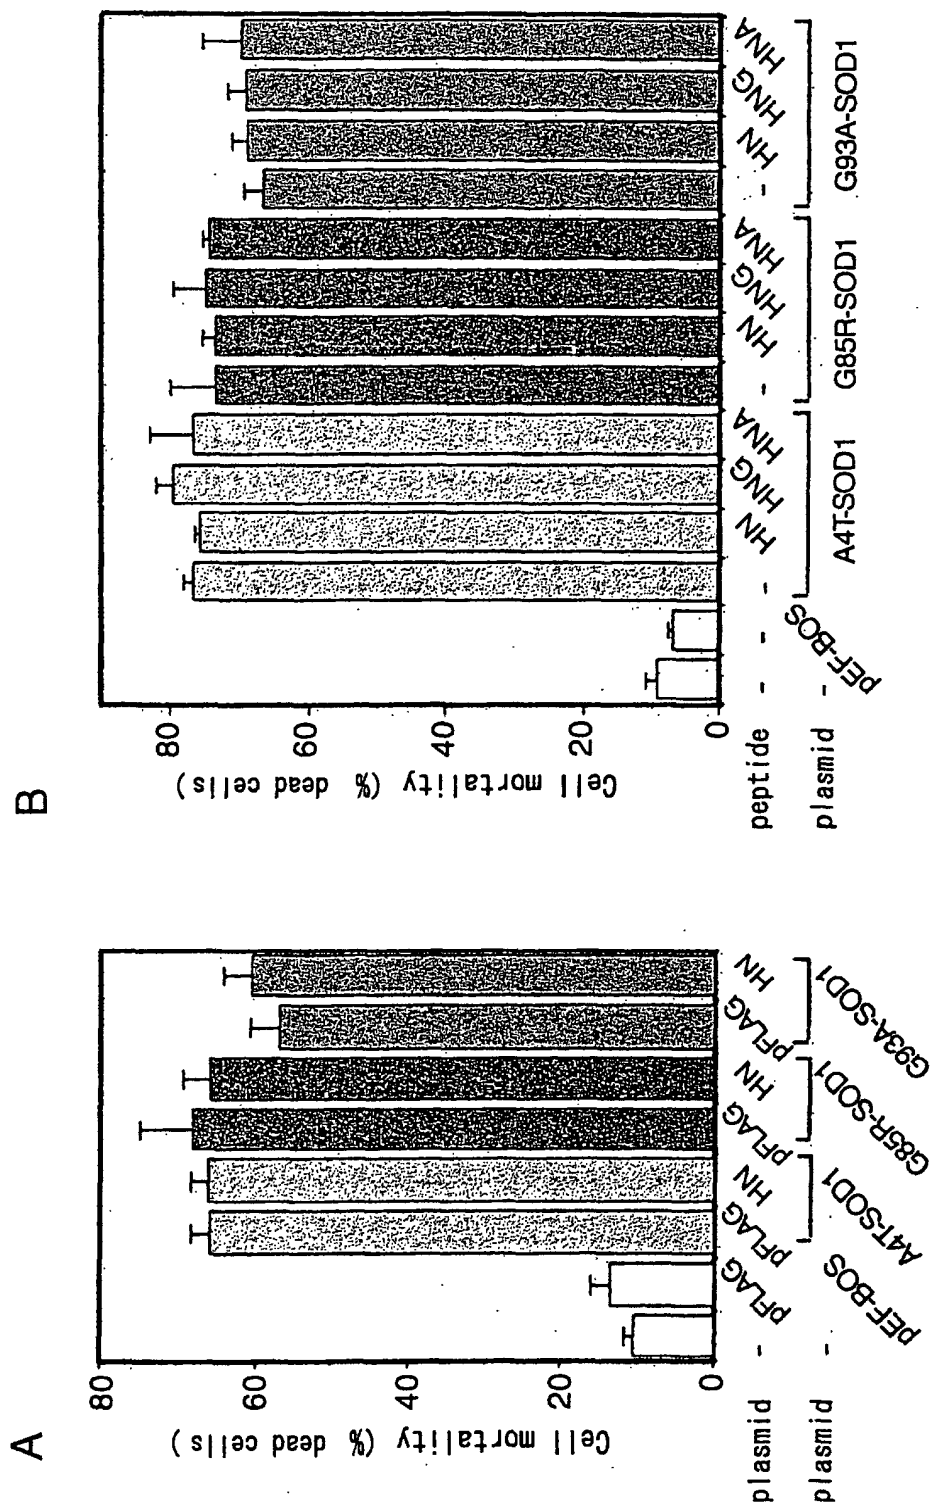 A
Cell mortality (% dead cells)
80
60
40
20
0
plasmid - pFLAG pFLAG HN pFLAG HN pFLAG HN
plasmid - pEF-BOS A4T-SOD1 G85R-SOD1 G93A-SOD1
B
Cell mortality (% dead cells)
80
60
40
20
0
peptide - - - HN HNG HNA - HN HNG HNA - HN HNG HNA
plasmid - pEF-BOS A4T-SOD1 G85R-SOD1 G93A-SOD1